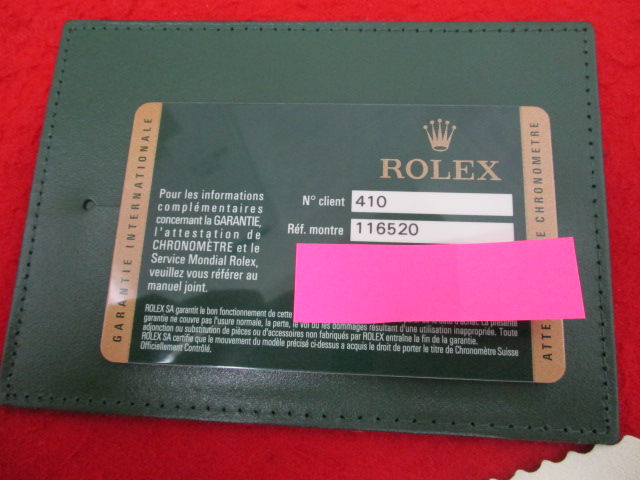 ROLEX
GARANTIE INTERNATIONALE
Pour les informations
complémentaires
concernant la GARANTIE,
l'attestation de
CHRONOMÈTRE et le
Service Mondial Rolex,
veuillez vous référer au
manuel joint.
N° client 410
Réf. montre 116520
ROLEX SA garantit le bon fonctionnement de cette
garantie ne couvre pas l'usure normale, la perte, le vol ou les dommages résultant d'une utilisation inappropriée. Toute
adjonction ou substitution de pièces ou d'accessoires non fabriqués par ROLEX entraîne la fin de la garantie.
ROLEX SA certifie que le mouvement du modèle précisé ci-dessus a acquis le droit de porter le titre de Chronomètre Suisse
Officiellement Contrôlé.
ATTE
CHRONOMETRE